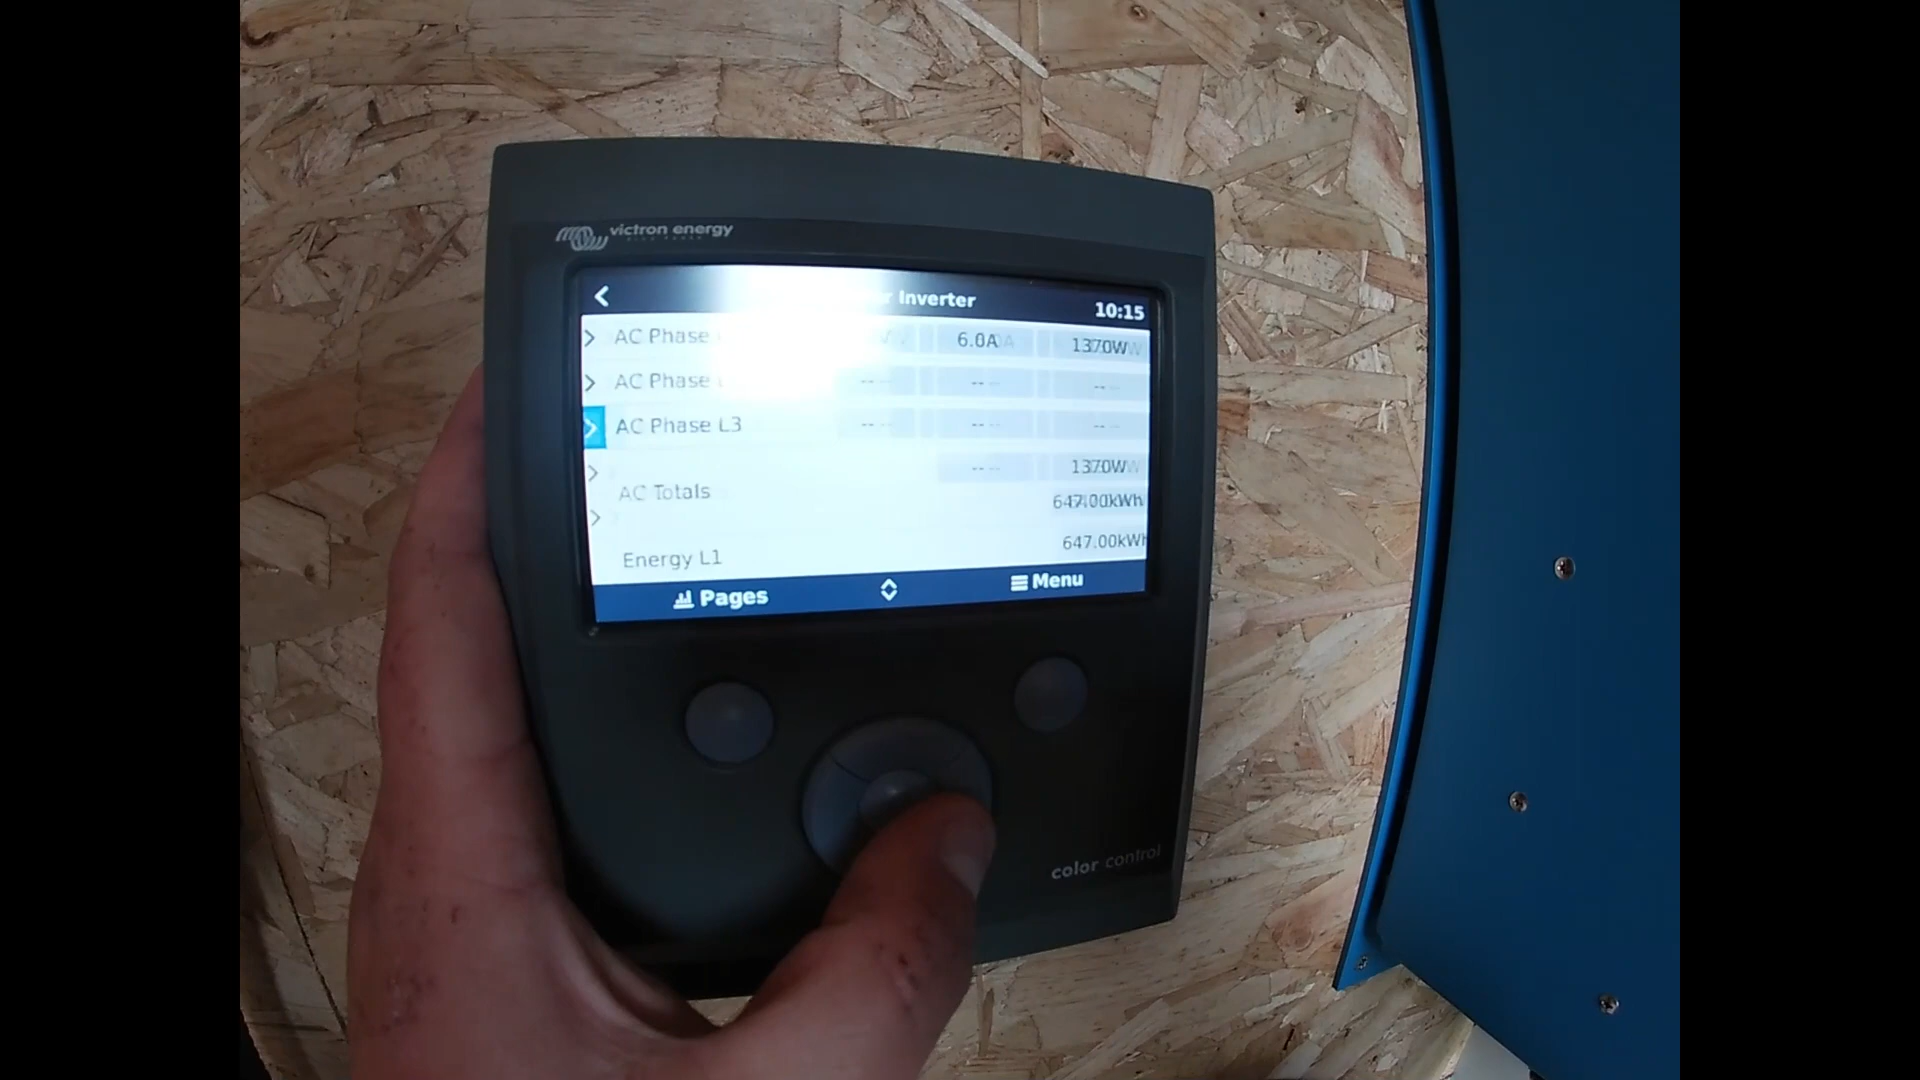 victron energy
Inverter
10:15
AC Phase
6.0A
1370W
AC Phase
-- -- --
AC Phase L3
-- -- --
-- 1370W
AC Totals
647.00kWh
Energy L1
647.00kWh
Pages
Menu
color control